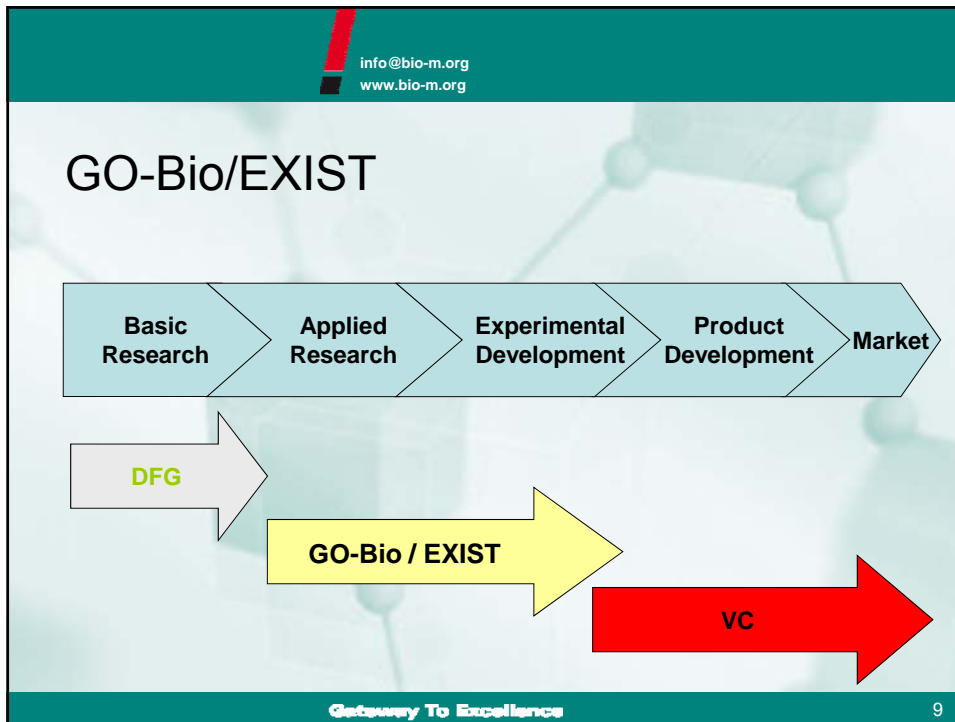 info@bio-m.org
www.bio-m.org
GO-Bio/EXIST
Basic
Research
Applied
Research
Experimental
Development
Product
Development
Market
DFG
GO-Bio / EXIST
VC
Gateway To Excellence
9